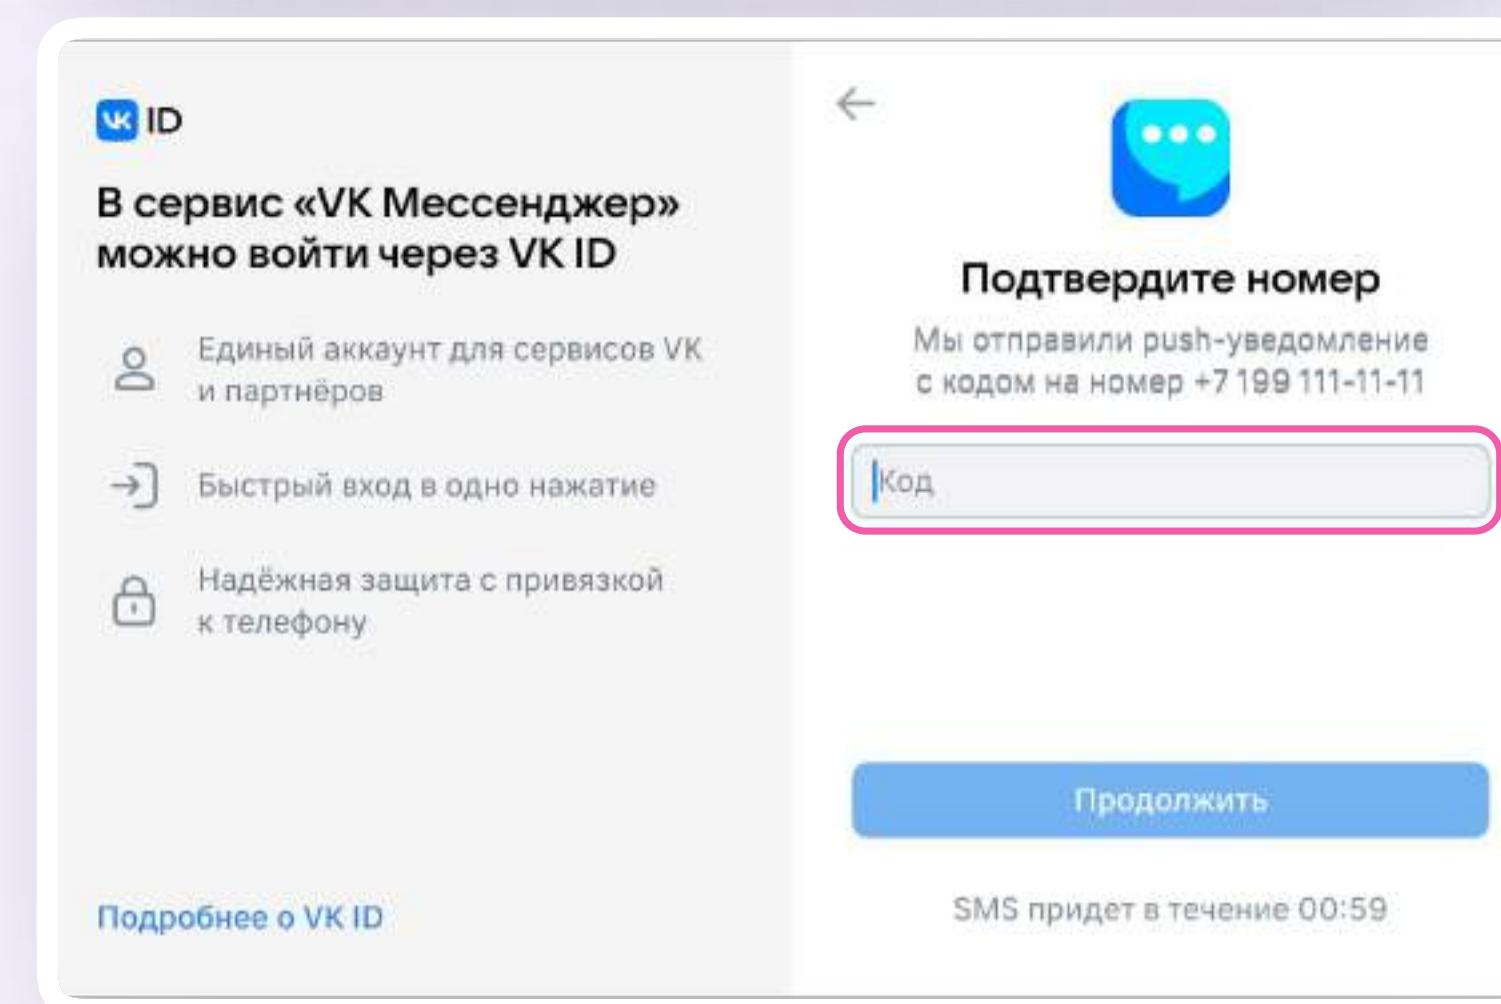 VK ID
В сервис «VK Мессенджер»
можно войти через VK ID
Единый аккаунт для сервисов VK
и партнёров
Быстрый вход в одно нажатие
Надёжная защита с привязкой
к телефону
Подробнее о VK ID
Подтвердите номер
Мы отправили push-уведомление
с кодом на номер +7 199 111-11-11
Код
Продолжить
SMS придет в течение 00:59